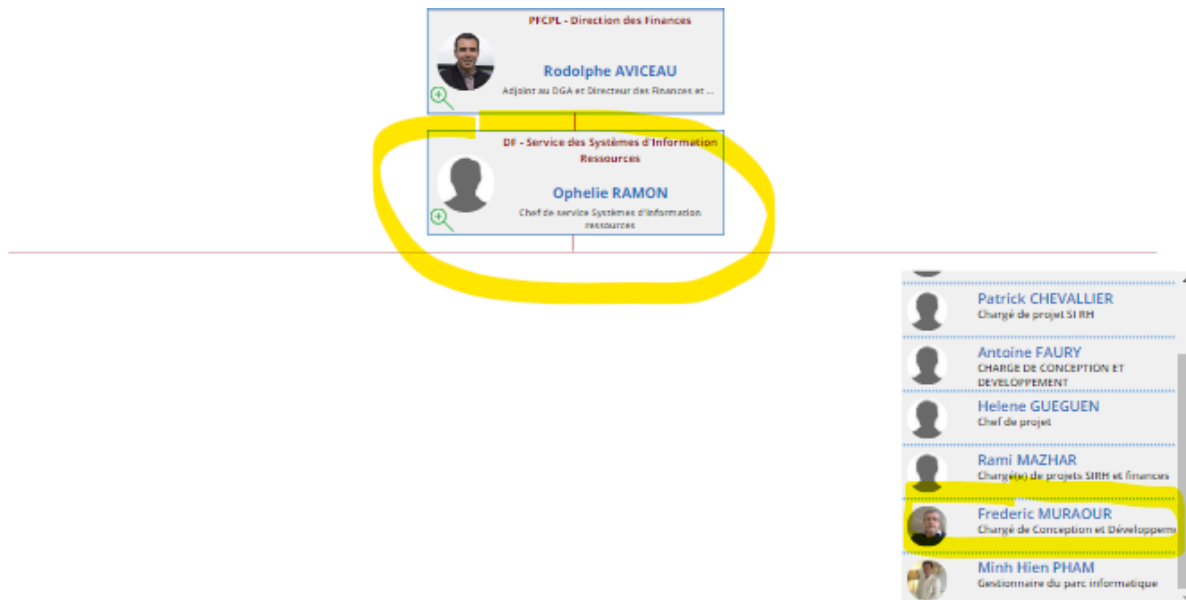 PFCPL - Direction des Finances
Rodolphe AVICEAU
Adjoint au DGA et Directeur des Finances et ...
DF - Service des Systèmes d'Information
Ressources
Ophelie RAMON
Chef de service Systèmes d'information
ressources
Patrick CHEVALLIER
Chargé de projet SI RH
Antoine FAURY
CHARGE DE CONCEPTION ET
DEVELOPPEMENT
Helene GUEGUEN
Chef de projet
Rami MAZHAR
Chargé(e) de projets SIRH et finances
Frederic MURAOUR
Chargé de Conception et Développeme
Minh Hien PHAM
Gestionnaire du parc informatique